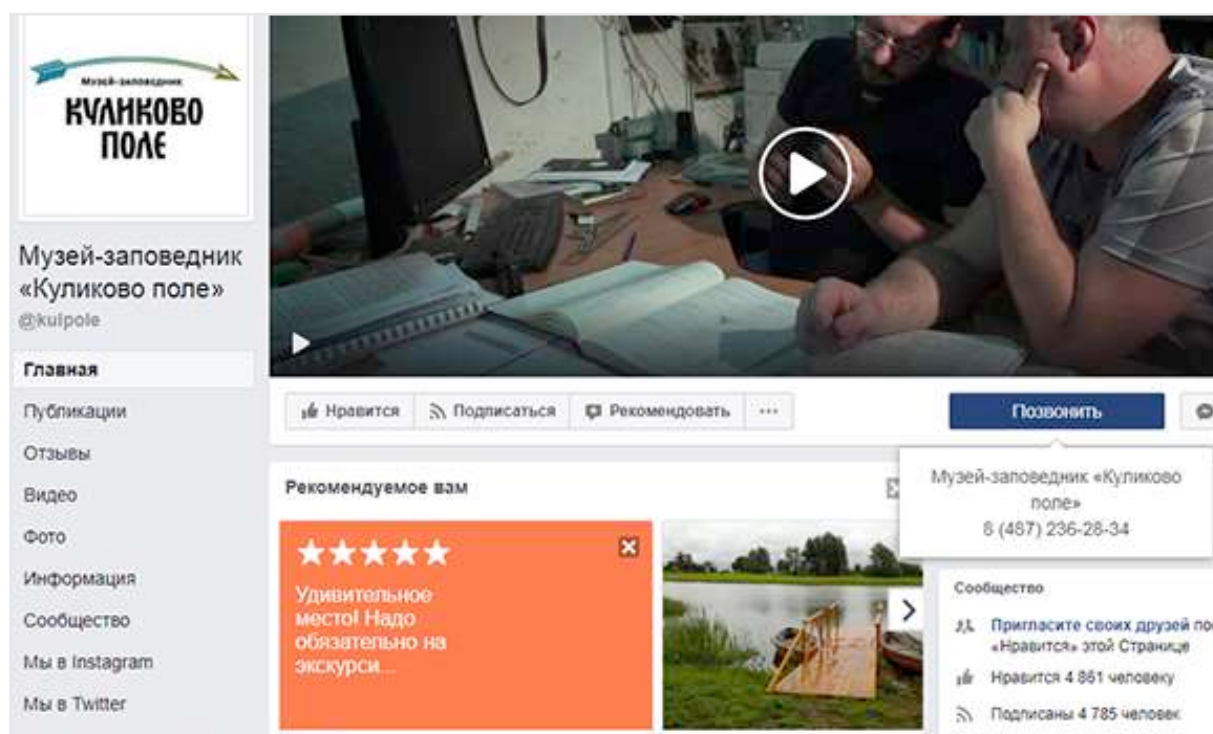 Музей-заповедник
КУЛИКОВО
ПОЛЕ
Музей-заповедник
«Куликово поле»
@kulpole
Главная
Публикации
Отзывы
Видео
Фото
Информация
Сообщество
Мы в Instagram
Мы в Twitter
Нравится
Подписаться
Рекомендовать
...
Позвонить
Музей-заповедник «Куликово
поле»
8 (487) 236-28-34
Рекомендуемое вам
Удивительное
место! Надо
обязательно на
экскурси...
Сообщество
Пригласите своих друзей по
«Нравится» этой Странице
Нравится 4 861 человеку
Подписаны 4 785 человек